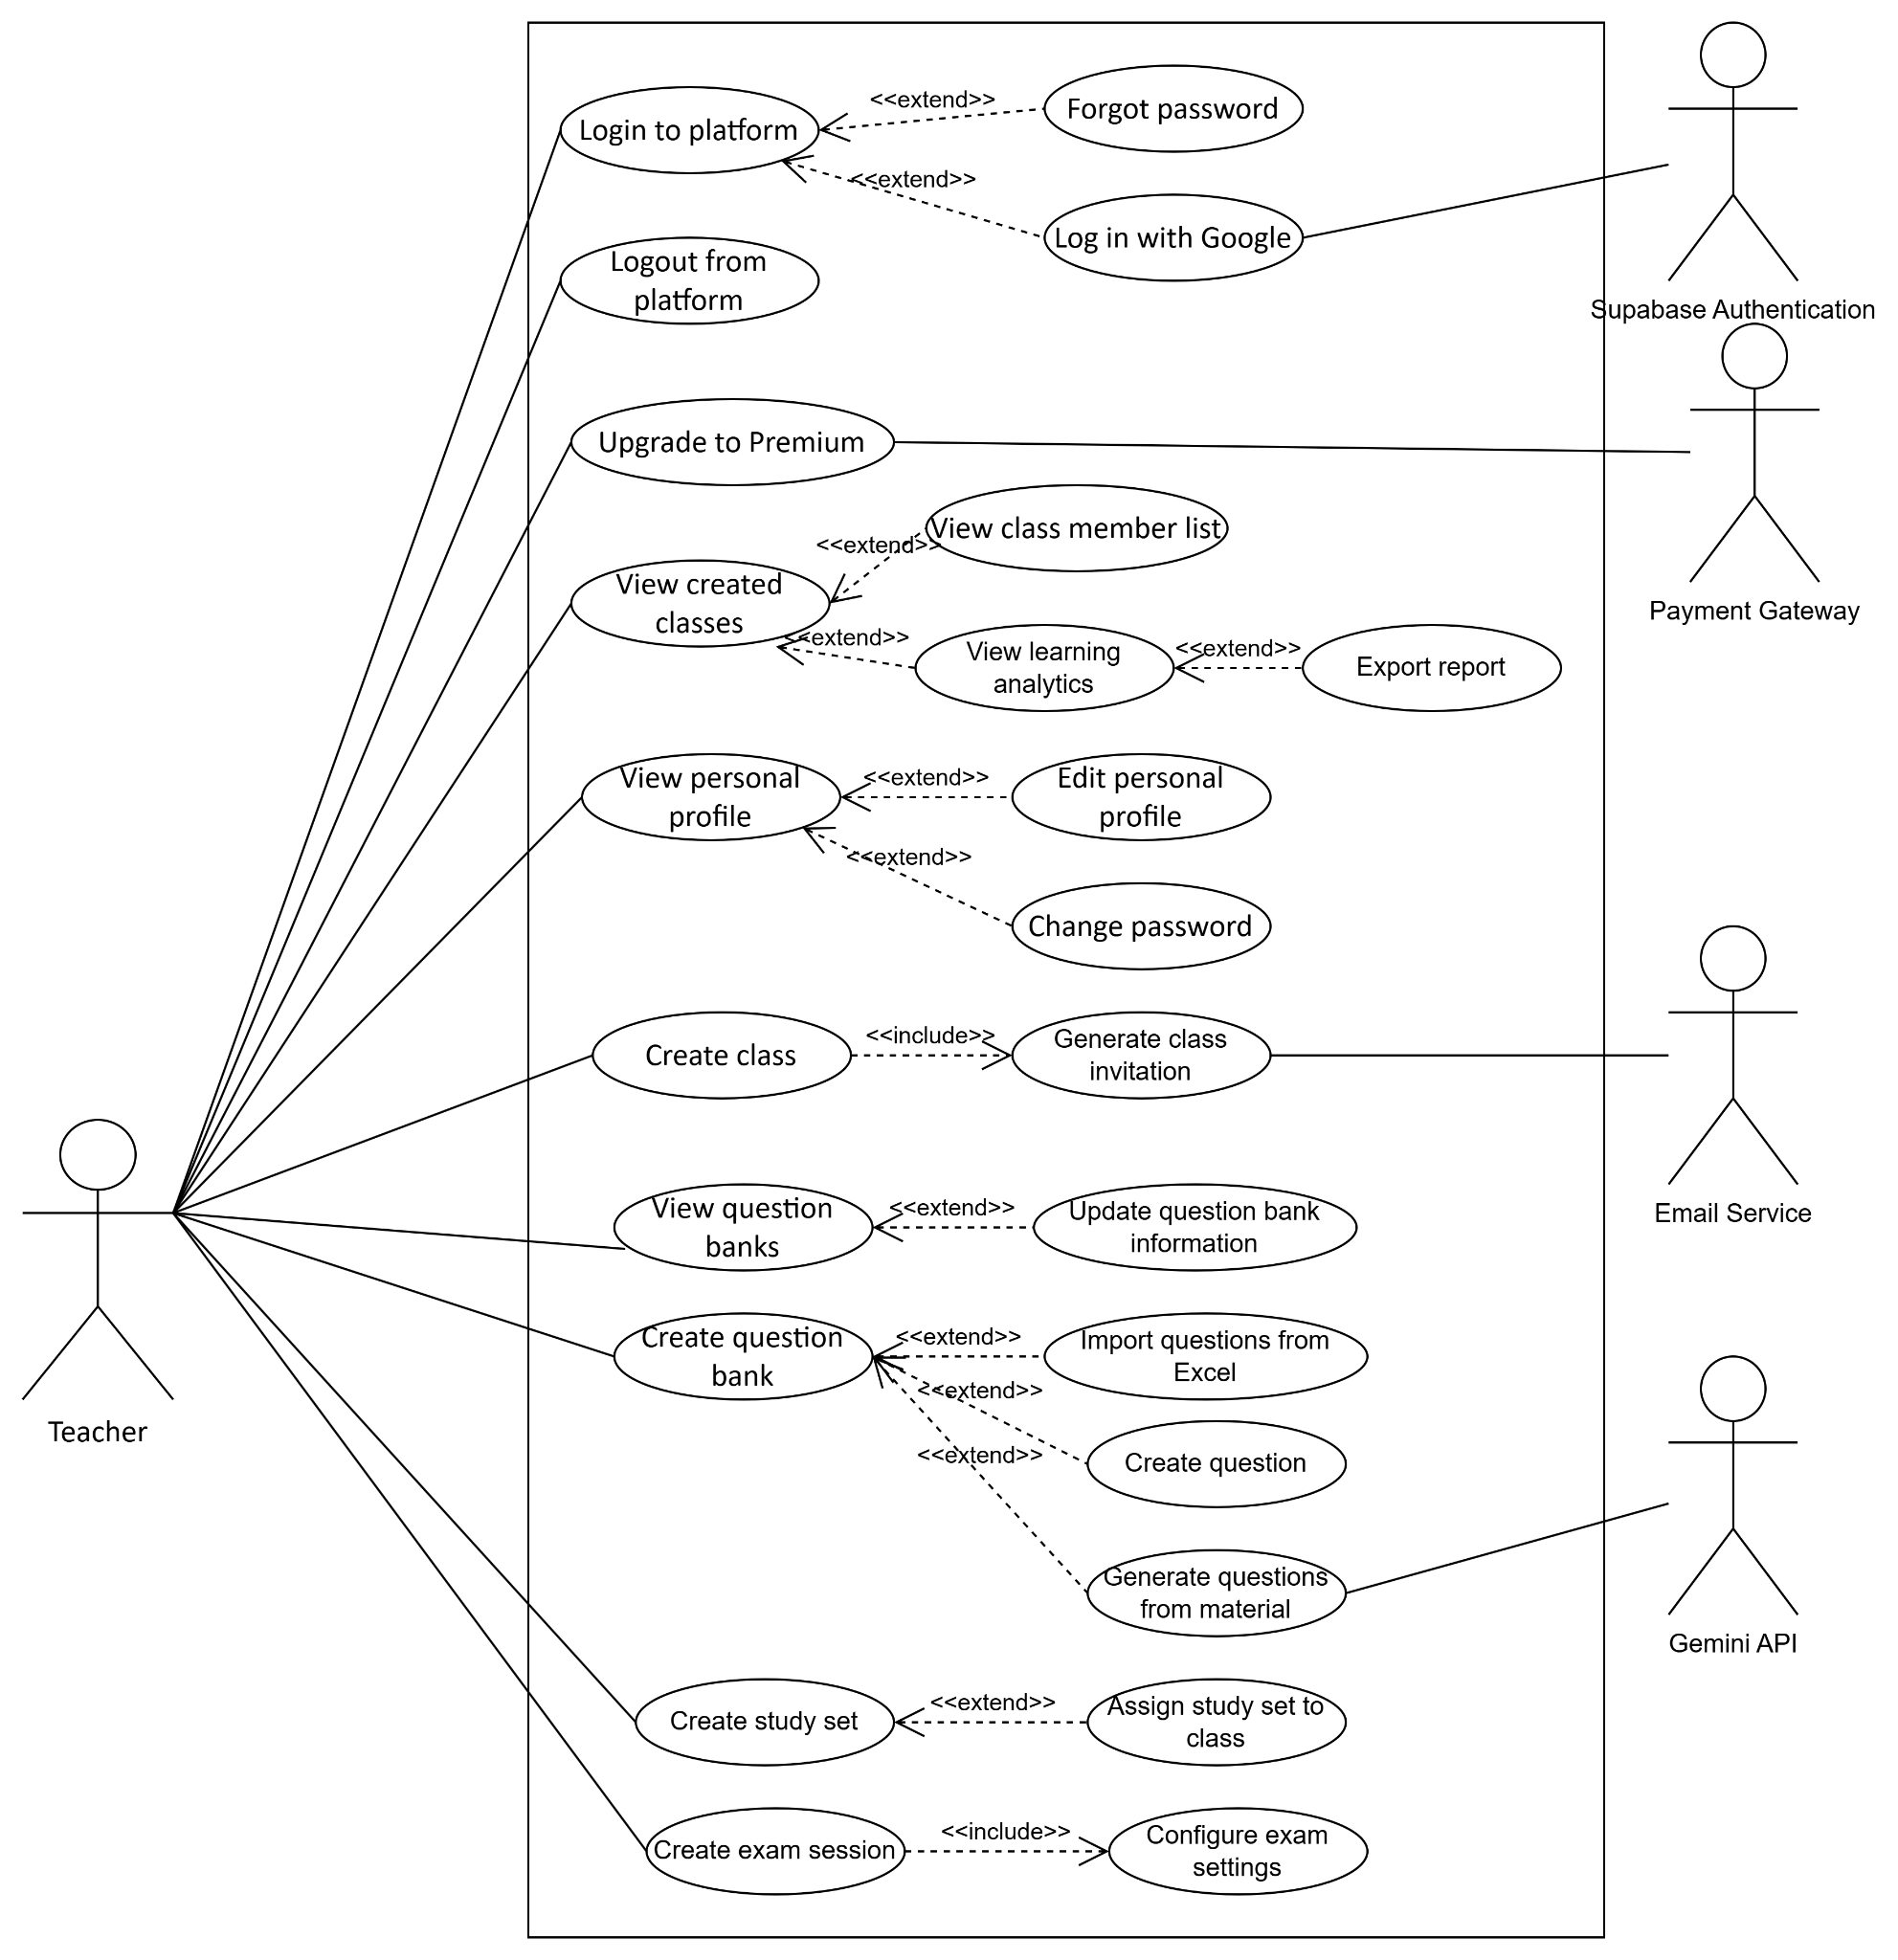 <<extend>>
Forgot password
Login to platform
<<extend>>
Log in with Google
Logout from
platform
Supabase Authentication
Upgrade to Premium
Payment Gateway
View class member list
<<extend>>
View created
classes
<<extend>>
View learning
analytics
<<extend>>
Export report
View personal
profile
<<extend>>
Edit personal
profile
<<extend>>
Change password
Create class
<<include>>
Generate class
invitation
Email Service
View question
banks
<<extend>>
Update question bank
information
Create question
bank
<<extend>>
Import questions from
Excel
<<extend>>
Create question
<<extend>>
Generate questions
from material
Teacher
Gemini API
Create study set
<<extend>>
Assign study set to
class
Create exam session
<<include>>
Configure exam
settings